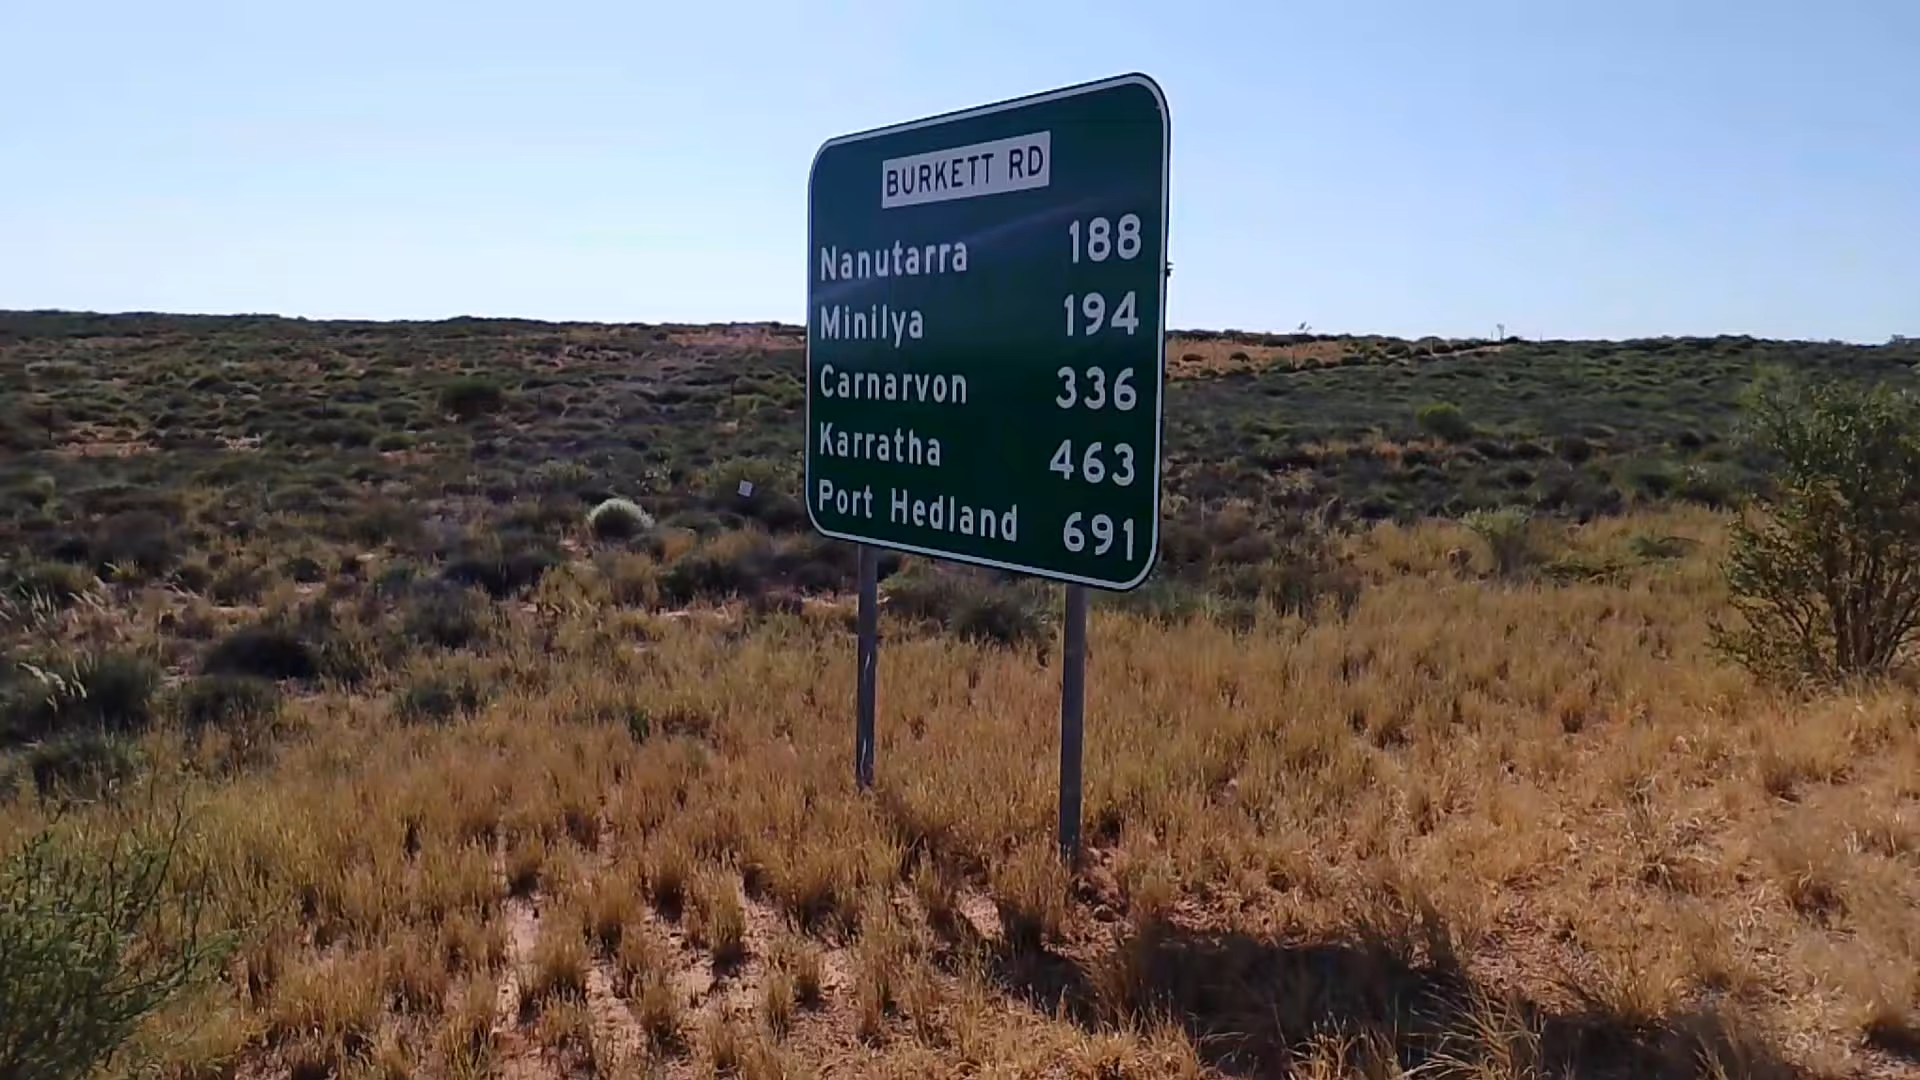 BURKETT RD
Nanutarra 188
Minilya 194
Carnarvon 336
Karratha 463
Port Hedland 691